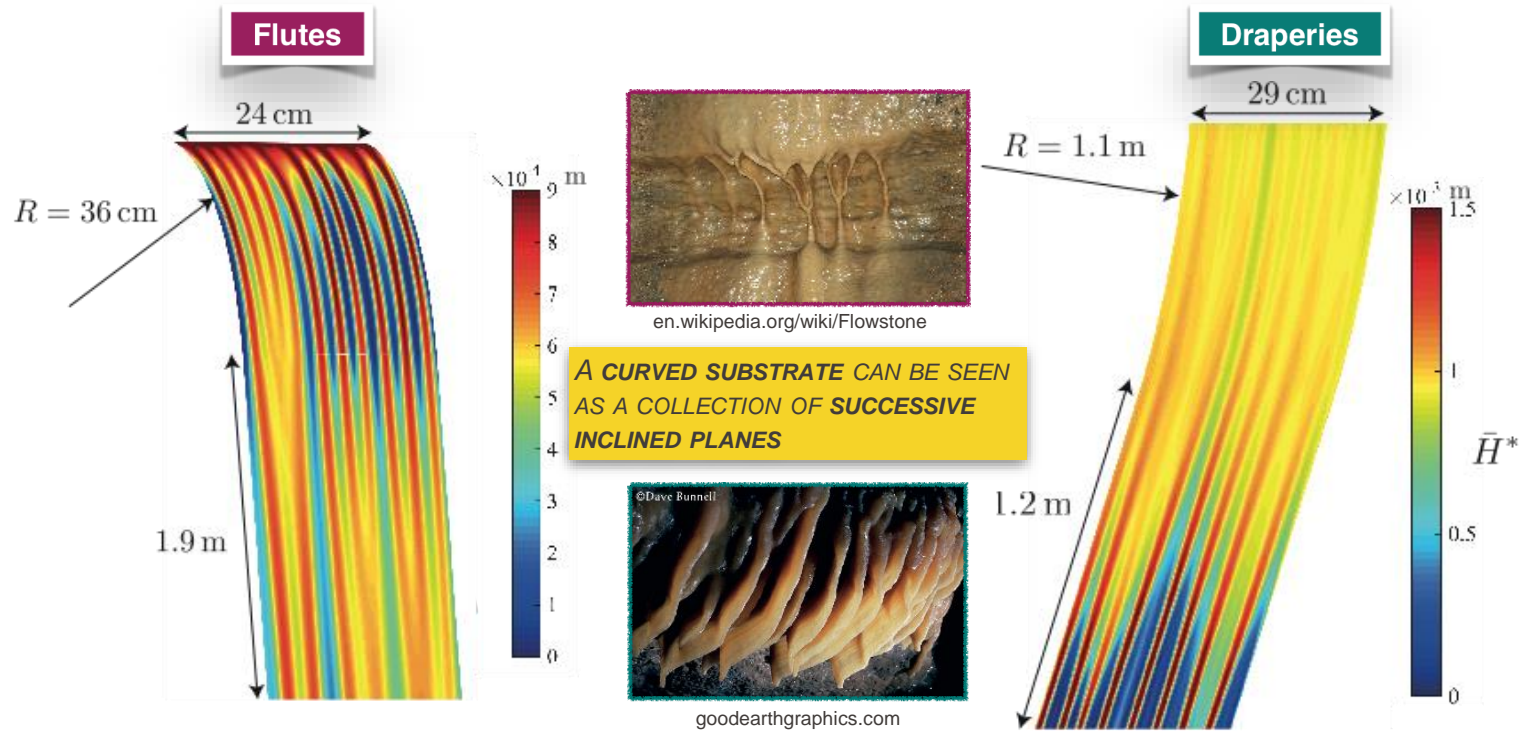 Flutes
24 cm
R = 36 cm
1.9 m
×10⁻⁴ m
9
8
7
6
5
4
3
2
1
0
en.wikipedia.org/wiki/Flowstone
A CURVED SUBSTRATE CAN BE SEEN
AS A COLLECTION OF SUCCESSIVE
INCLINED PLANES
©Dave Bunnell
goodearthgraphics.com
Draperies
29 cm
R = 1.1 m
1.2 m
×10⁻³ m
1.5
1
0.5
0
H̄*